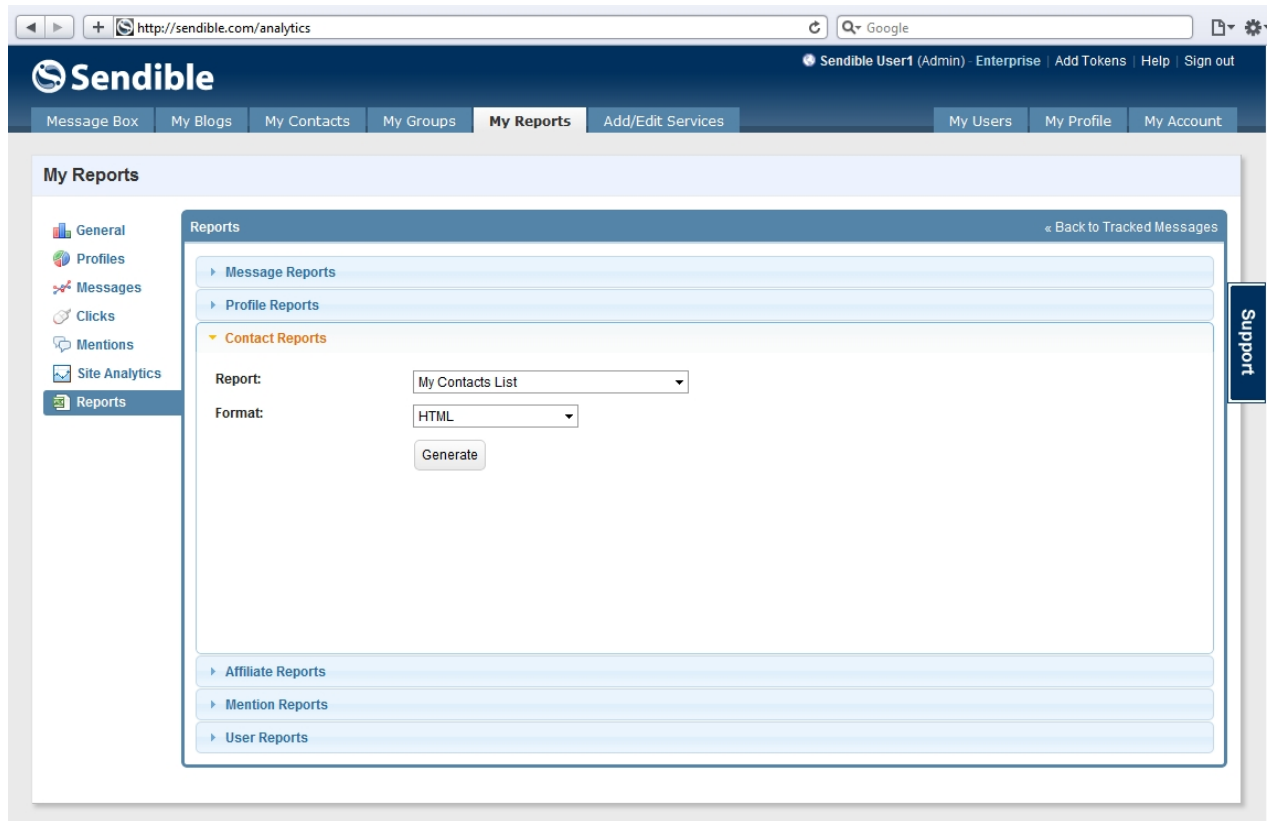 http://sendible.com/analytics
Google
Sendible
Sendible User1 (Admin) - Enterprise | Add Tokens | Help | Sign out
Message Box My Blogs My Contacts My Groups My Reports Add/Edit Services My Users My Profile My Account
My Reports
General
Profiles
Messages
Clicks
Mentions
Site Analytics
Reports
Reports « Back to Tracked Messages
Message Reports
Profile Reports
Contact Reports
Report: My Contacts List
Format: HTML
Generate
Affiliate Reports
Mention Reports
User Reports
Support